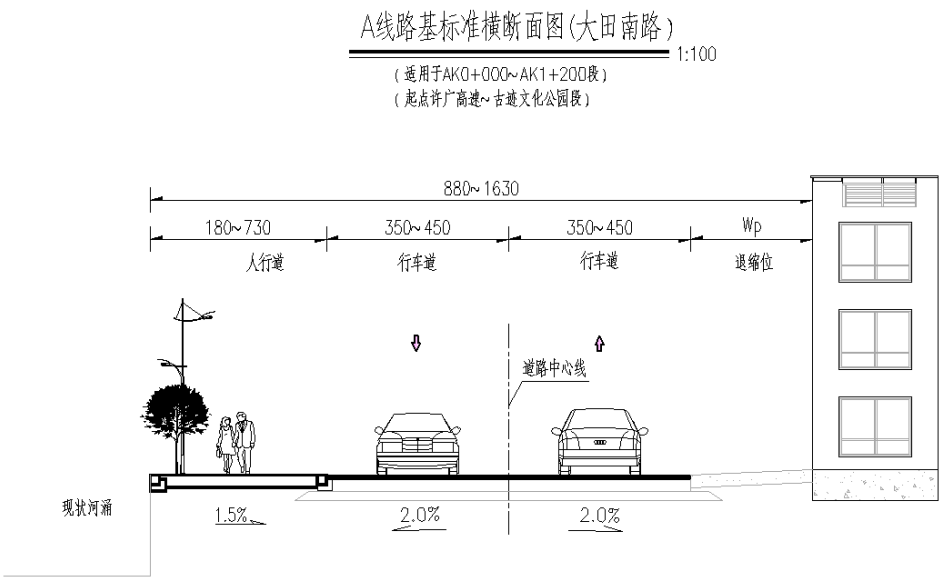 A线路基标准横断面图(大田南路)
1:100
(适用于AK0+000~AK1+200段)
(起点许广高速~古迹文化公园段)
880~1630
180~730
350~450
350~450
Wp
人行道
行车道
行车道
退缩位
道路中心线
现状河涌
1.5%
2.0%
2.0%